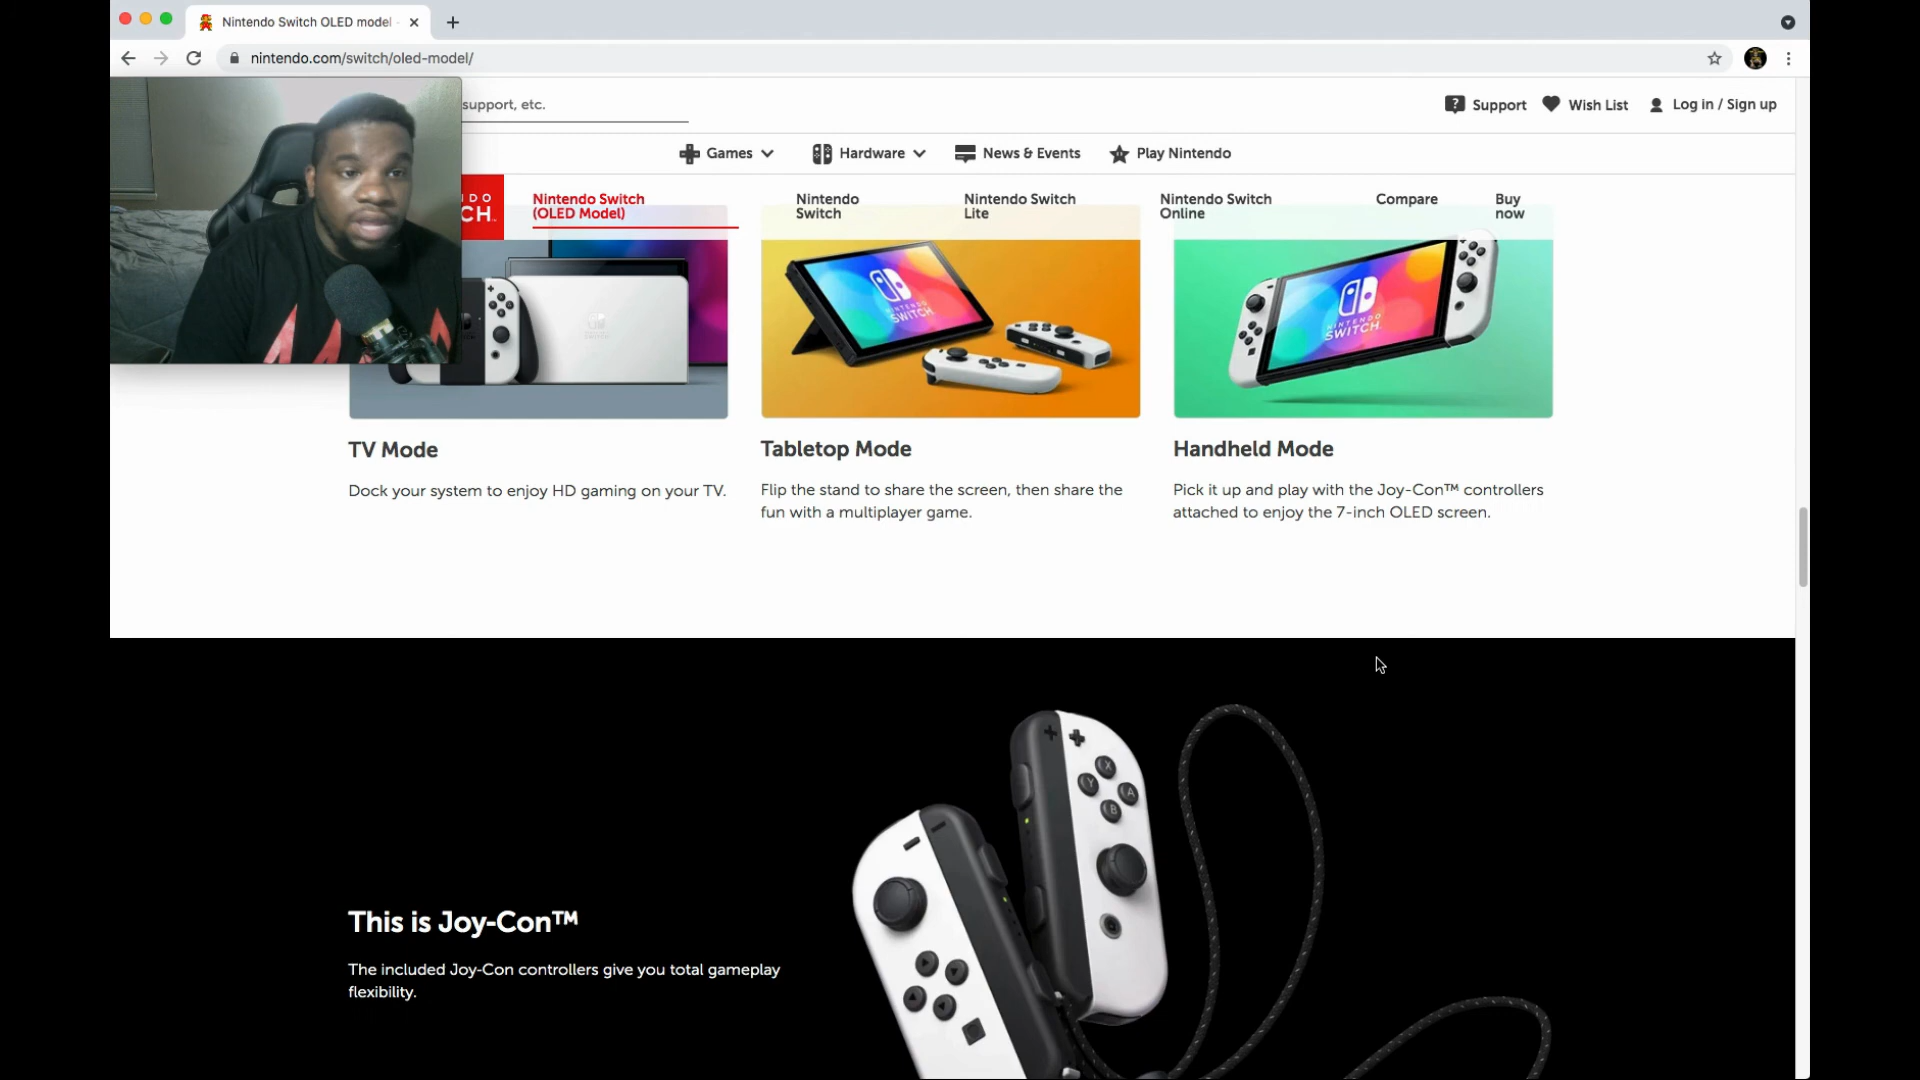 Nintendo Switch OLED model -
nintendo.com/switch/oled-model/
support, etc.
Support
Wish List
Log in / Sign up
Games
Hardware
News & Events
Play Nintendo
Nintendo Switch
(OLED Model)
Nintendo
Switch
Nintendo Switch
Lite
Nintendo Switch
Online
Compare
Buy
now
NINTENDO
SWITCH
NINTENDO
SWITCH
TV Mode
Dock your system to enjoy HD gaming on your TV.
Tabletop Mode
Flip the stand to share the screen, then share the
fun with a multiplayer game.
Handheld Mode
Pick it up and play with the Joy-Con™ controllers
attached to enjoy the 7-inch OLED screen.
X
Y
A
B
This is Joy-Con™
The included Joy-Con controllers give you total gameplay
flexibility.